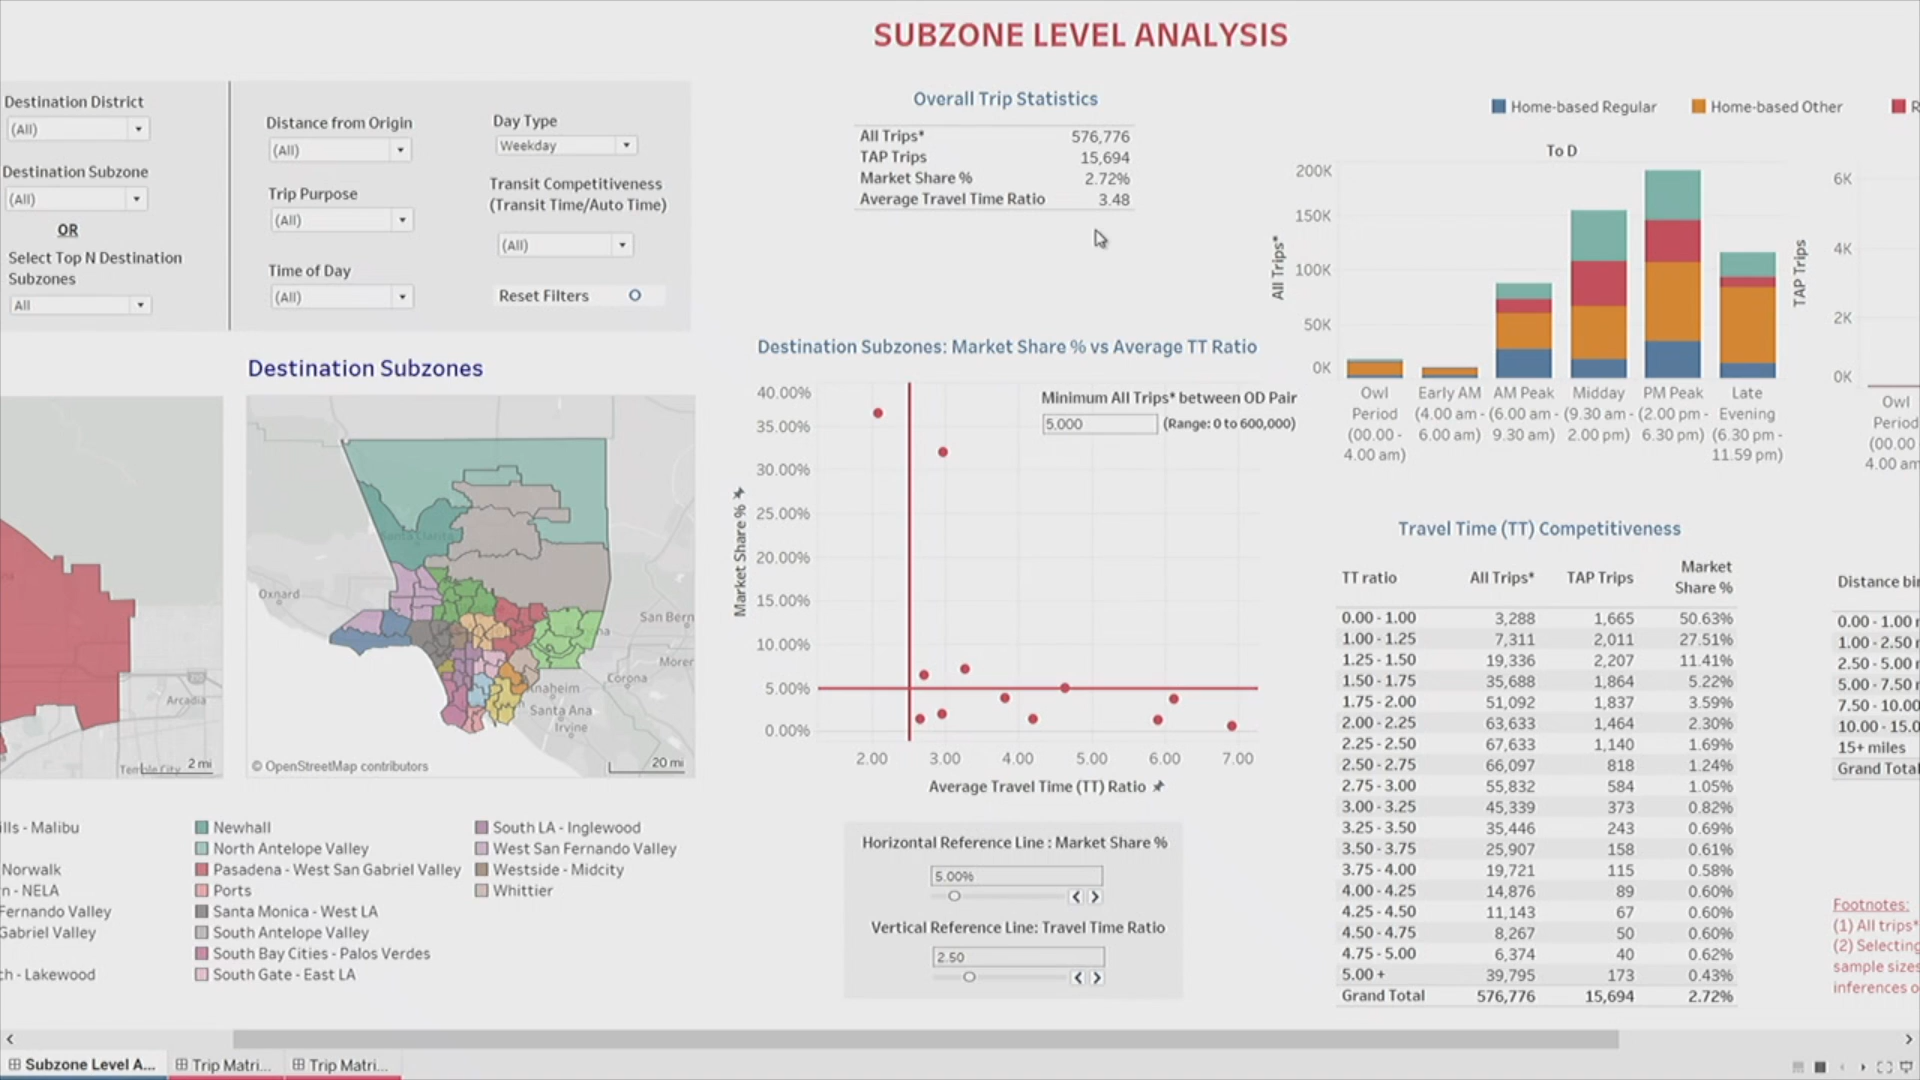 SUBZONE LEVEL ANALYSIS
Destination District
(All)
Destination Subzone
(All)
OR
Select Top N Destination
Subzones
All
Distance from Origin
(All)
Trip Purpose
(All)
Time of Day
(All)
Day Type
Weekday
Transit Competitiveness
(Transit Time/Auto Time)
(All)
Reset Filters
Overall Trip Statistics
All Trips* 576,776
TAP Trips 15,694
Market Share % 2.72%
Average Travel Time Ratio 3.48
Home-based Regular Home-based Other R
To D
All Trips*
200K
150K
100K
50K
0K
Owl Period (00.00 - 4.00 am)
Early AM (4.00 am - 6.00 am)
AM Peak (6.00 am - 9.30 am)
Midday (9.30 am - 2.00 pm)
PM Peak (2.00 pm - 6.30 pm)
Late Evening (6.30 pm - 11.59 pm)
TAP Trips
6K
4K
2K
0K
Owl
Period
(00.00
4.00 am
Destination Subzones
Santa Clarita
Oxnard
San Bern
Morer
Corona
Anaheim
Santa Ana
Irvine
© OpenStreetMap contributors
20 mi
Arcadia
Temple City
2 mi
Destination Subzones: Market Share % vs Average TT Ratio
Minimum All Trips* between OD Pair
5.000 (Range: 0 to 600,000)
Market Share %
40.00%
35.00%
30.00%
25.00%
20.00%
15.00%
10.00%
5.00%
0.00%
2.00 3.00 4.00 5.00 6.00 7.00
Average Travel Time (TT) Ratio
Horizontal Reference Line : Market Share %
5.00%
Vertical Reference Line: Travel Time Ratio
2.50
ills - Malibu
Norwalk
n - NELA
Fernando Valley
Gabriel Valley
ch - Lakewood
Newhall
North Antelope Valley
Pasadena - West San Gabriel Valley
Ports
Santa Monica - West LA
South Antelope Valley
South Bay Cities - Palos Verdes
South Gate - East LA
South LA - Inglewood
West San Fernando Valley
Westside - Midcity
Whittier
Travel Time (TT) Competitiveness
TT ratio All Trips* TAP Trips Market Share %
0.00 - 1.00 3,288 1,665 50.63%
1.00 - 1.25 7,311 2,011 27.51%
1.25 - 1.50 19,336 2,207 11.41%
1.50 - 1.75 35,688 1,864 5.22%
1.75 - 2.00 51,092 1,837 3.59%
2.00 - 2.25 63,633 1,464 2.30%
2.25 - 2.50 67,633 1,140 1.69%
2.50 - 2.75 66,097 818 1.24%
2.75 - 3.00 55,832 584 1.05%
3.00 - 3.25 45,339 373 0.82%
3.25 - 3.50 35,446 243 0.69%
3.50 - 3.75 25,907 158 0.61%
3.75 - 4.00 19,721 115 0.58%
4.00 - 4.25 14,876 89 0.60%
4.25 - 4.50 11,143 67 0.60%
4.50 - 4.75 8,267 50 0.60%
4.75 - 5.00 6,374 40 0.62%
5.00 + 39,795 173 0.43%
Grand Total 576,776 15,694 2.72%
Distance bi
0.00 - 1.00
1.00 - 2.50
2.50 - 5.00
5.00 - 7.50
7.50 - 10.00
10.00 - 15.0
15+ miles
Grand Total
Footnotes:
(1) All trips*
(2) Selecting
sample sizes
inferences o
Subzone Level A... Trip Matri... Trip Matri...